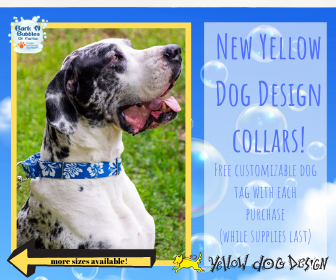 Bark N
Bubbles
New Yellow
Dog Design
collars!
Free customizable dog
tag with each
purchase
(while supplies last)
more sizes available!
yellow dog design